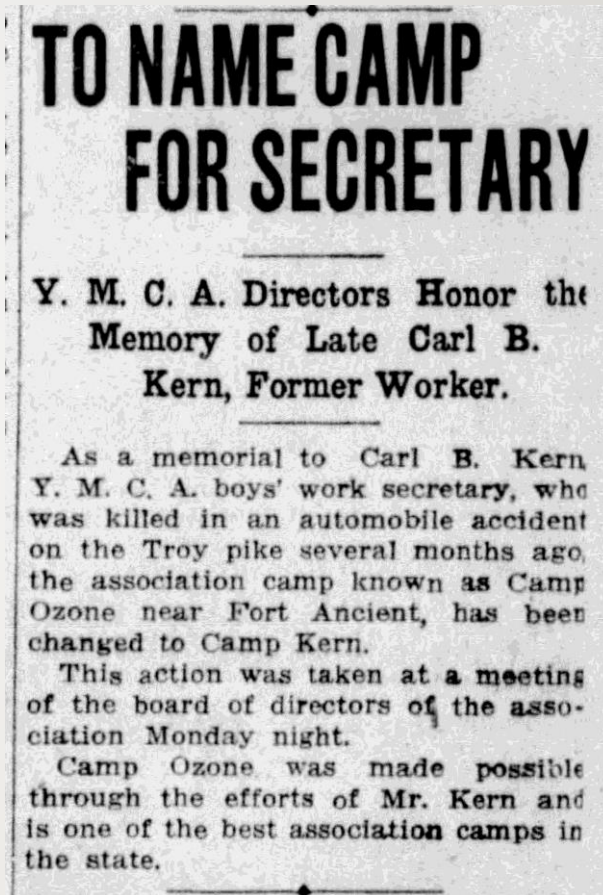 TO NAME CAMP
FOR SECRETARY
Y. M. C. A. Directors Honor the
Memory of Late Carl B.
Kern, Former Worker.
As a memorial to Carl B. Kern,
Y. M. C. A. boys' work secretary, who
was killed in an automobile accident
on the Troy pike several months ago,
the association camp known as Camp
Ozone near Fort Ancient, has been
changed to Camp Kern.
This action was taken at a meeting
of the board of directors of the asso-
ciation Monday night.
Camp Ozone was made possible
through the efforts of Mr. Kern and
is one of the best association camps in
the state.